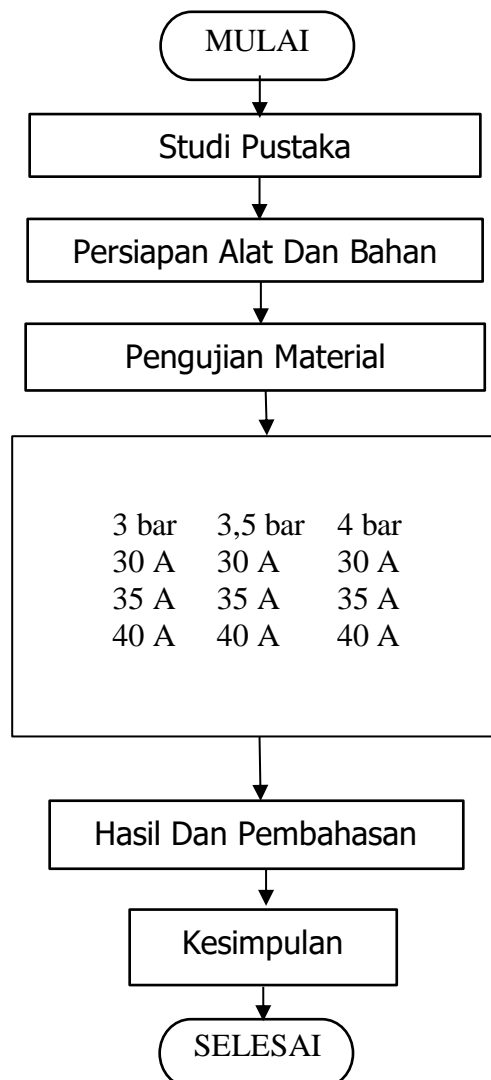 MULAI
Studi Pustaka
Persiapan Alat Dan Bahan
Pengujian Material
3 bar 3,5 bar 4 bar
30 A 30 A 30 A
35 A 35 A 35 A
40 A 40 A 40 A
Hasil Dan Pembahasan
Kesimpulan
SELESAI